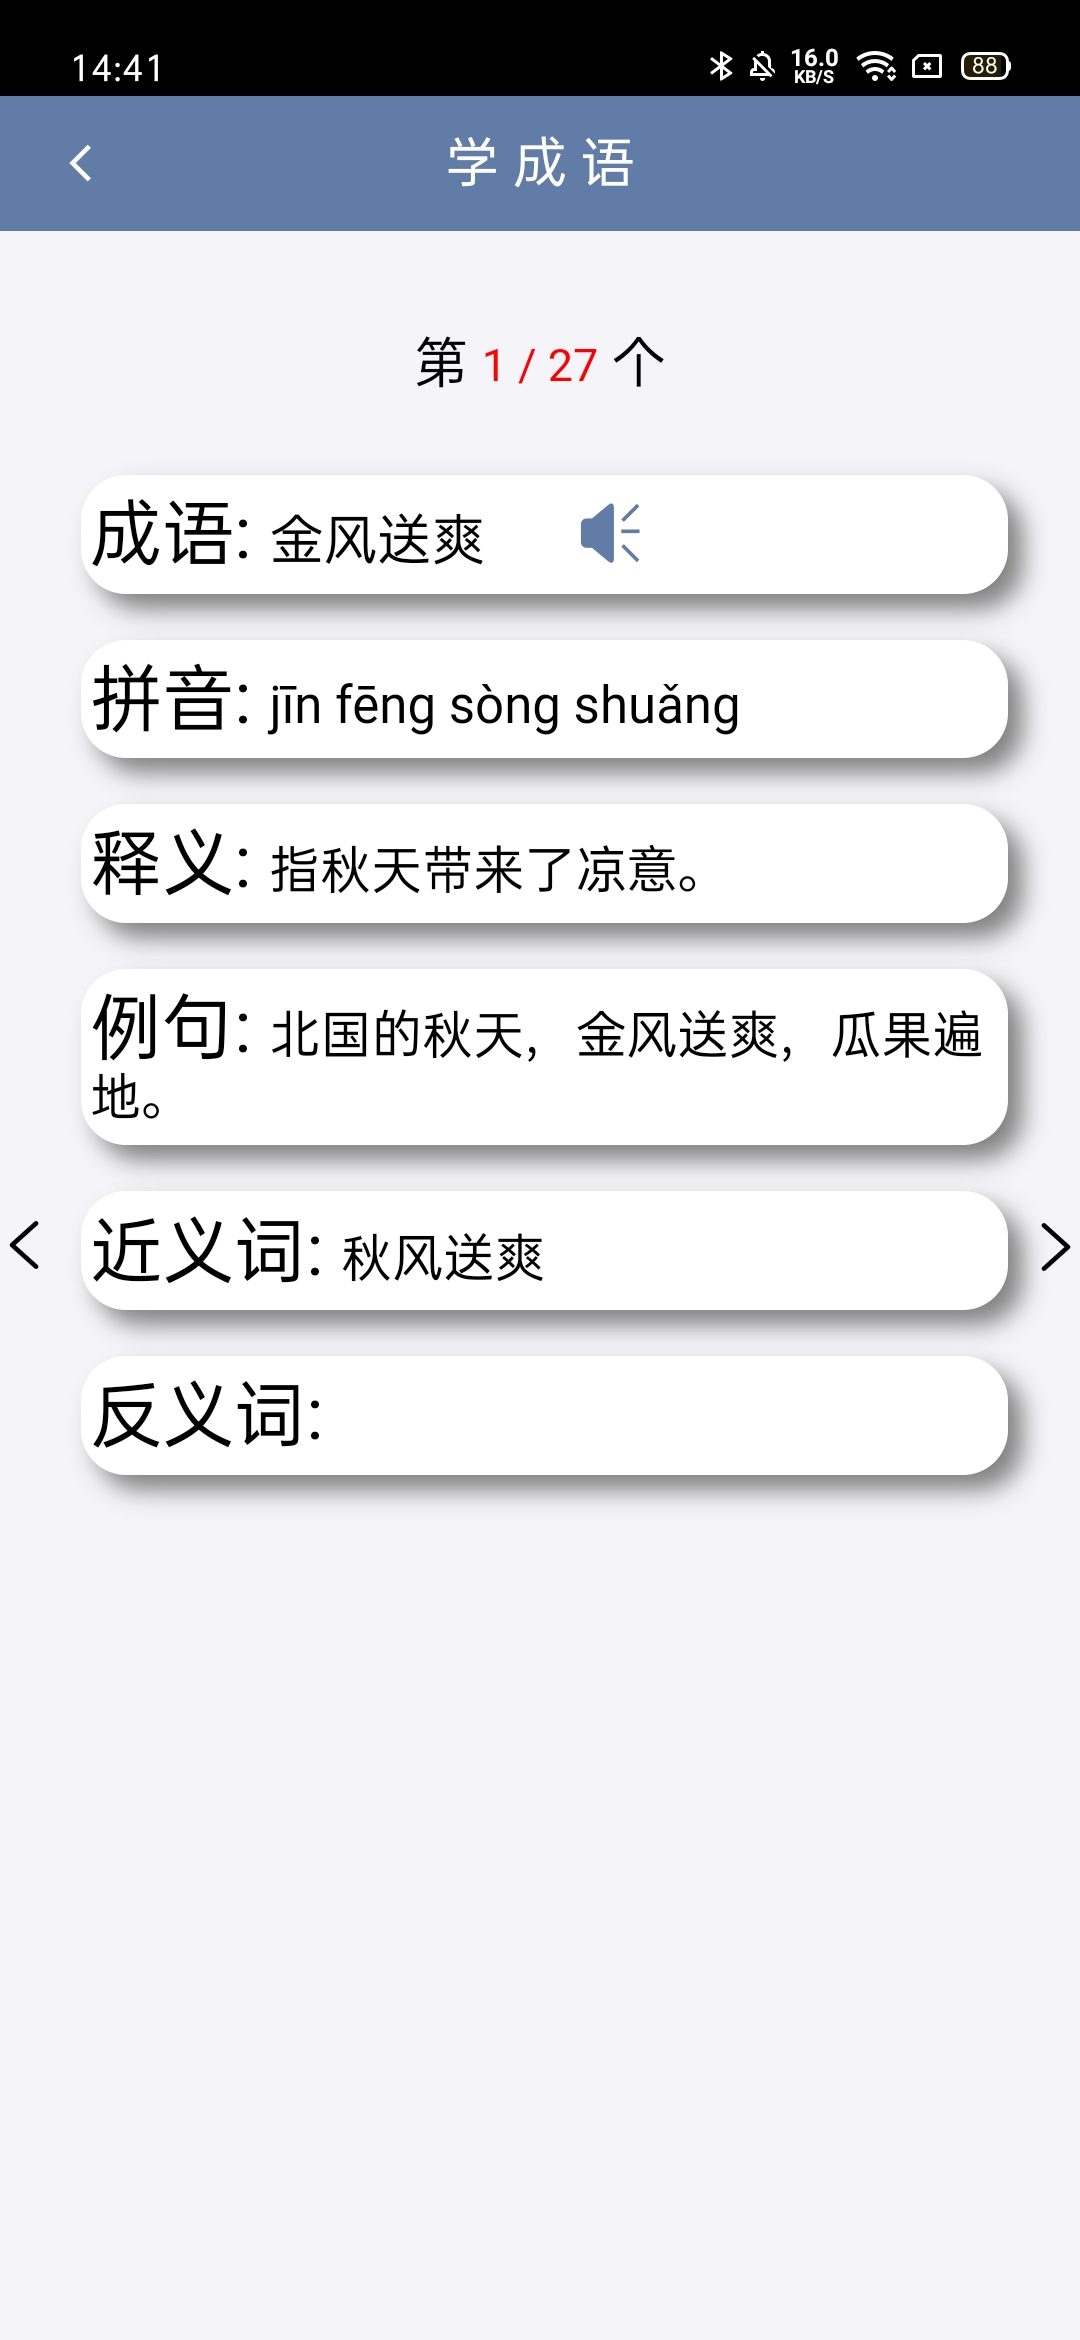 14:41
16.0
KB/S
88
学成语
第 1 / 27 个
成语: 金风送爽
拼音: jīn fēng sòng shuǎng
释义: 指秋天带来了凉意。
例句: 北国的秋天，金风送爽，瓜果遍
地。
近义词: 秋风送爽
反义词: